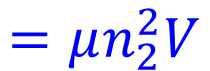 = μn₂²V